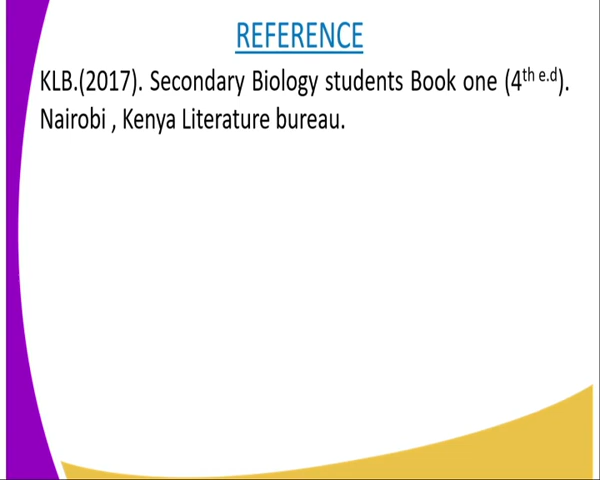 REFERENCE
KLB.(2017). Secondary Biology students Book one (4th e.d).
Nairobi , Kenya Literature bureau.